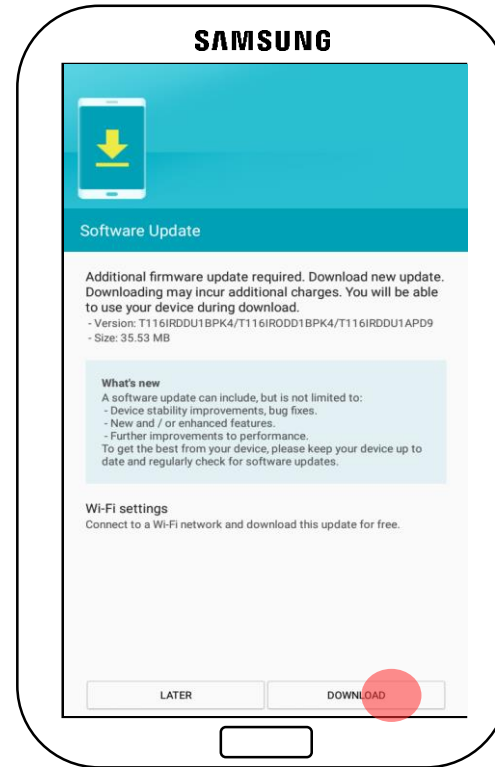 SAMSUNG
Software Update
Additional firmware update required. Download new update.
Downloading may incur additional charges. You will be able
to use your device during download.
- Version: T116IRDDU1BPK4/T116IRODD1BPK4/T116IRDDU1APD9
- Size: 35.53 MB
What's new
A software update can include, but is not limited to:
- Device stability improvements, bug fixes.
- New and / or enhanced features.
- Further improvements to performance.
To get the best from your device, please keep your device up to
date and regularly check for software updates.
Wi-Fi settings
Connect to a Wi-Fi network and download this update for free.
LATER
DOWNLOAD